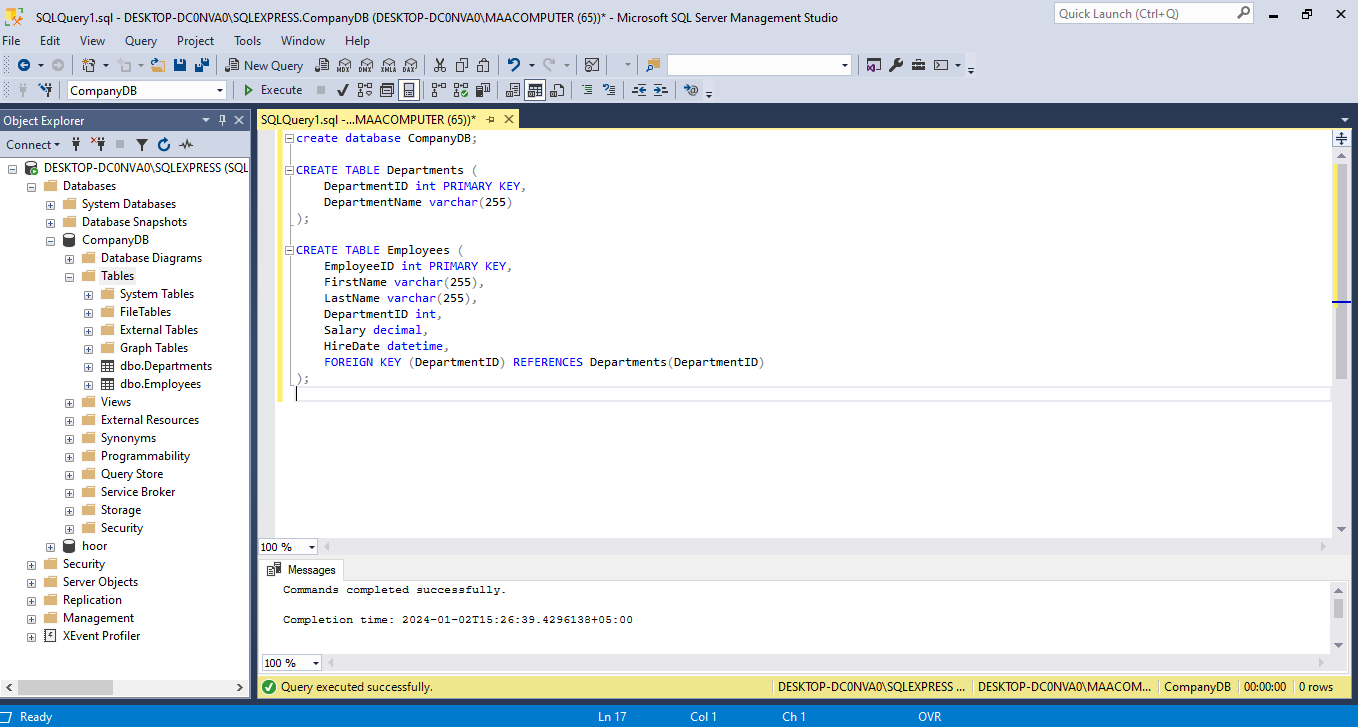 SQLQuery1.sql - DESKTOP-DC0NVA0\SQLEXPRESS.CompanyDB (DESKTOP-DC0NVA0\MAACOMPUTER (65))* - Microsoft SQL Server Management Studio
Quick Launch (Ctrl+Q)
File Edit View Query Project Tools Window Help
New Query MDX DMX XMLA DAX
CompanyDB Execute
Object Explorer
Connect
DESKTOP-DC0NVA0\SQLEXPRESS (SQL
Databases
System Databases
Database Snapshots
CompanyDB
Database Diagrams
Tables
System Tables
FileTables
External Tables
Graph Tables
dbo.Departments
dbo.Employees
Views
External Resources
Synonyms
Programmability
Query Store
Service Broker
Storage
Security
hoor
Security
Server Objects
Replication
Management
XEvent Profiler
SQLQuery1.sql -...MAACOMPUTER (65))*
create database CompanyDB;
CREATE TABLE Departments (
DepartmentID int PRIMARY KEY,
DepartmentName varchar(255)
);
CREATE TABLE Employees (
EmployeeID int PRIMARY KEY,
FirstName varchar(255),
LastName varchar(255),
DepartmentID int,
Salary decimal,
HireDate datetime,
FOREIGN KEY (DepartmentID) REFERENCES Departments(DepartmentID)
);
100 %
Messages
Commands completed successfully.
Completion time: 2024-01-02T15:26:39.4296138+05:00
100 %
Query executed successfully. DESKTOP-DC0NVA0\SQLEXPRESS ... DESKTOP-DC0NVA0\MAACOM... CompanyDB 00:00:00 0 rows
Ready Ln 17 Col 1 Ch 1 OVR